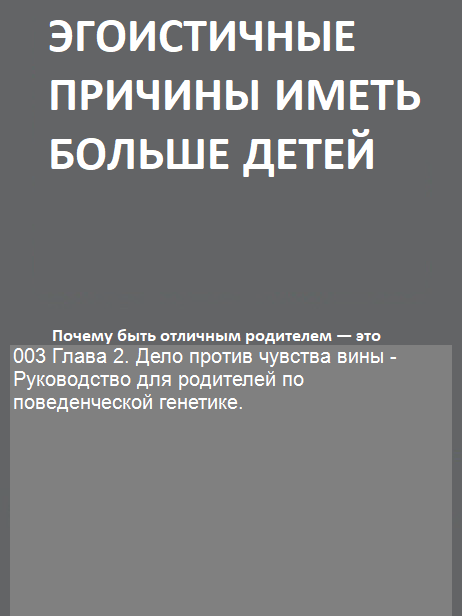 ЭГОИСТИЧНЫЕ
ПРИЧИНЫ ИМЕТЬ
БОЛЬШЕ ДЕТЕЙ
Почему быть отличным родителем — это
003 Глава 2. Дело против чувства вины -
Руководство для родителей по
поведенческой генетике.